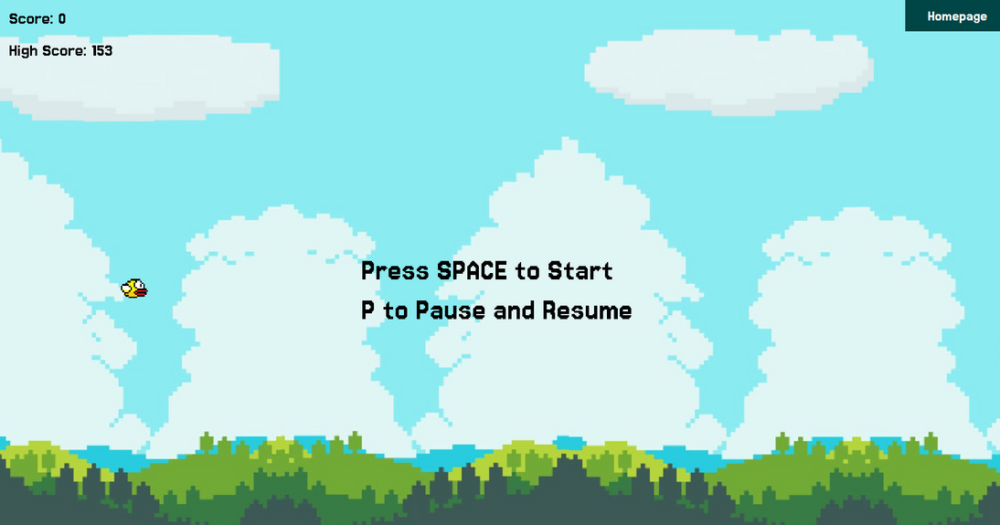 Score: 0
Homepage
High Score: 153
Press SPACE to Start
P to Pause and Resume